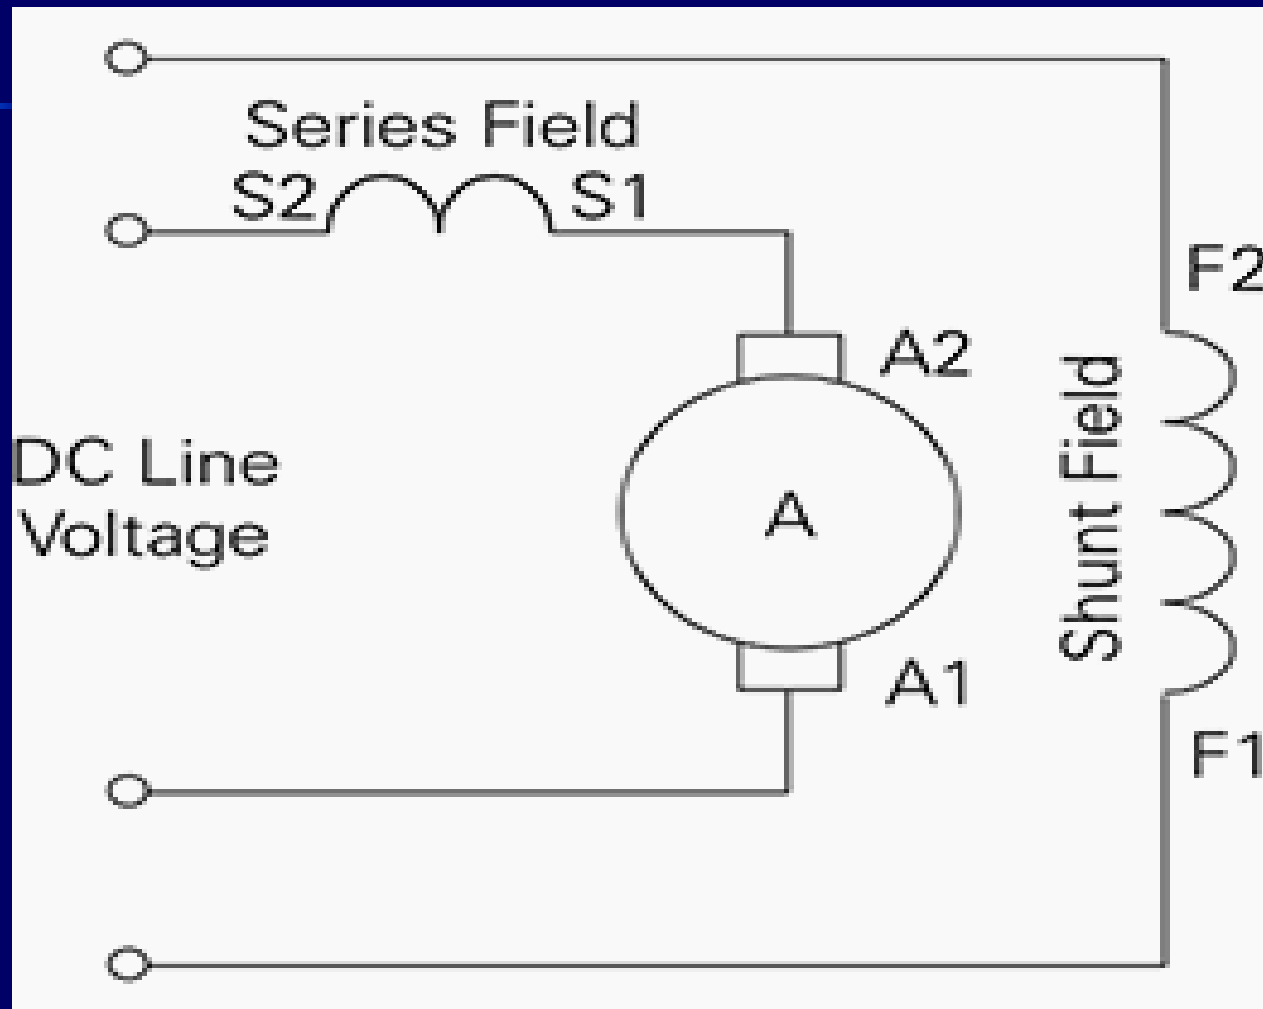 Series Field
S2
S1
F2
A2
DC Line
Voltage
A
Shunt Field
A1
F1